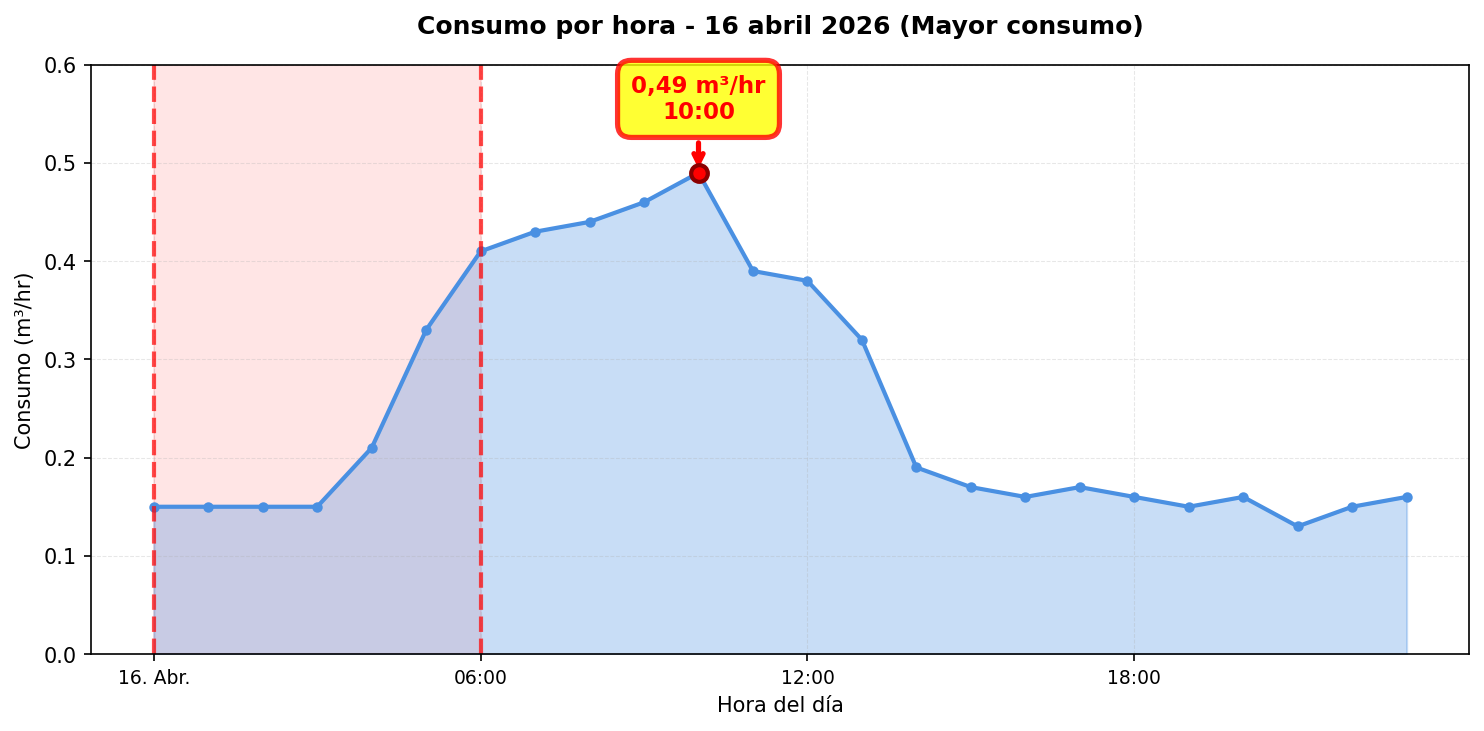 Consumo por hora - 16 abril 2026 (Mayor consumo)
0,49 m³/hr
10:00
Consumo (m³/hr)
0.6
0.5
0.4
0.3
0.2
0.1
0.0
16. Abr.
06:00
12:00
18:00
Hora del día